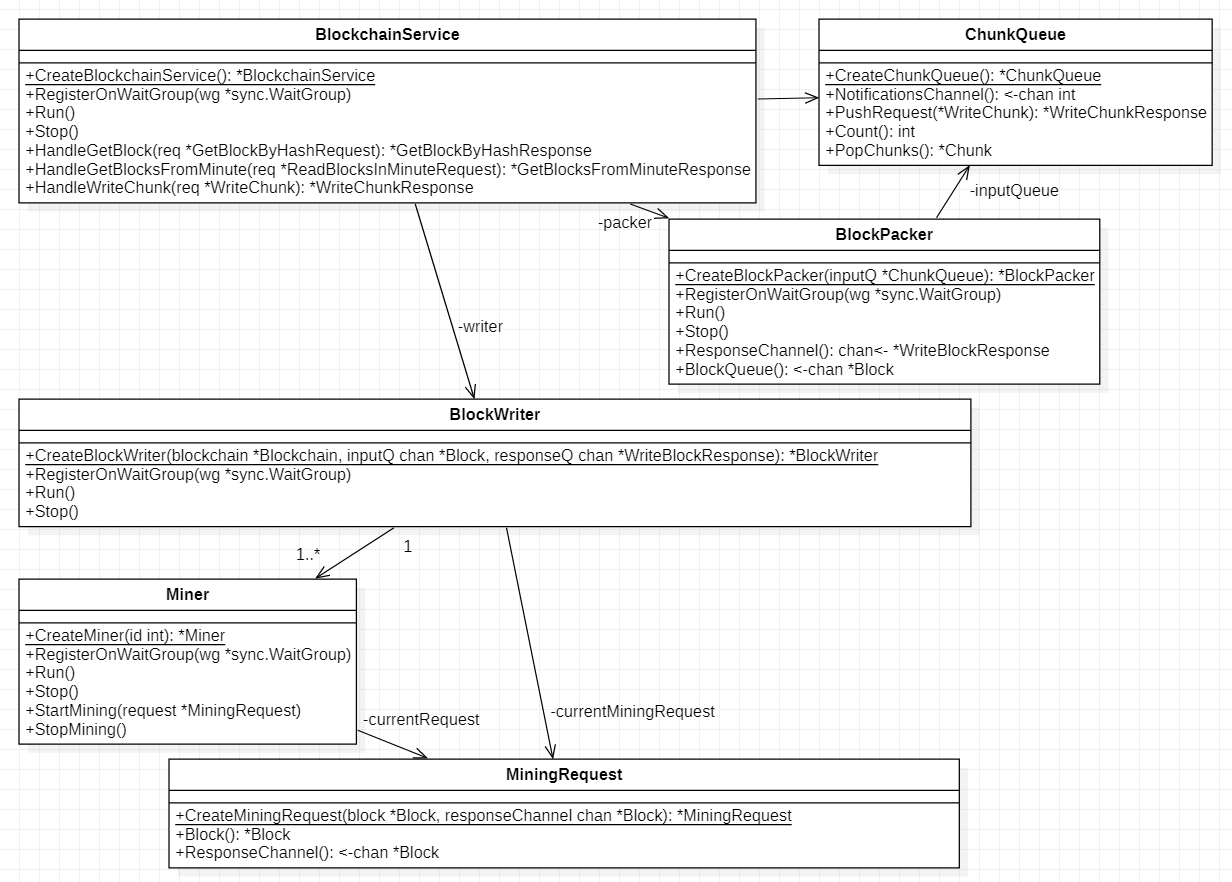 BlockchainService
+CreateBlockchainService(): *BlockchainService
+RegisterOnWaitGroup(wg *sync.WaitGroup)
+Run()
+Stop()
+HandleGetBlock(req *GetBlockByHashRequest): *GetBlockByHashResponse
+HandleGetBlocksFromMinute(req *ReadBlocksInMinuteRequest): *GetBlocksFromMinuteResponse
+HandleWriteChunk(req *WriteChunk): *WriteChunkResponse
ChunkQueue
+CreateChunkQueue(): *ChunkQueue
+NotificationsChannel(): <-chan int
+PushRequest(*WriteChunk): *WriteChunkResponse
+Count(): int
+PopChunks(): *Chunk
-inputQueue
-packer
BlockPacker
+CreateBlockPacker(inputQ *ChunkQueue): *BlockPacker
+RegisterOnWaitGroup(wg *sync.WaitGroup)
+Run()
+Stop()
+ResponseChannel(): chan<- *WriteBlockResponse
+BlockQueue(): <-chan *Block
-writer
BlockWriter
+CreateBlockWriter(blockchain *Blockchain, inputQ chan *Block, responseQ chan *WriteBlockResponse): *BlockWriter
+RegisterOnWaitGroup(wg *sync.WaitGroup)
+Run()
+Stop()
1..*
1
Miner
+CreateMiner(id int): *Miner
+RegisterOnWaitGroup(wg *sync.WaitGroup)
+Run()
+Stop()
+StartMining(request *MiningRequest)
+StopMining()
-currentRequest
-currentMiningRequest
MiningRequest
+CreateMiningRequest(block *Block, responseChannel chan *Block): *MiningRequest
+Block(): *Block
+ResponseChannel(): <-chan *Block